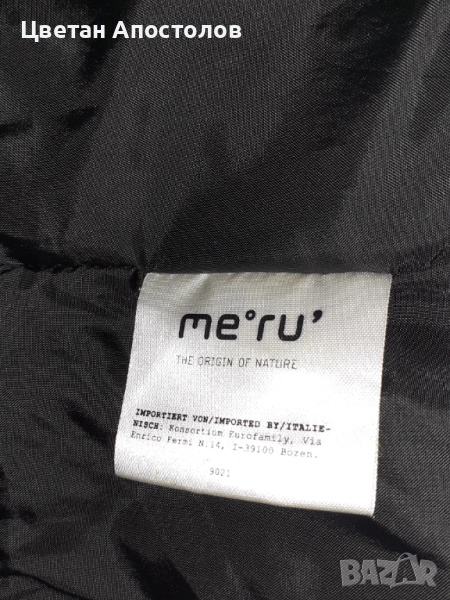 Цветан Апостолов
me°ru'
THE ORIGIN OF NATURE
IMPORTIERT VON/IMPORTED BY/ITALIE-
NISCH: Konsortium Eurofamily, Via
Enrico Fermi N.14, I-39100 Bozen.
9021
BAZAR